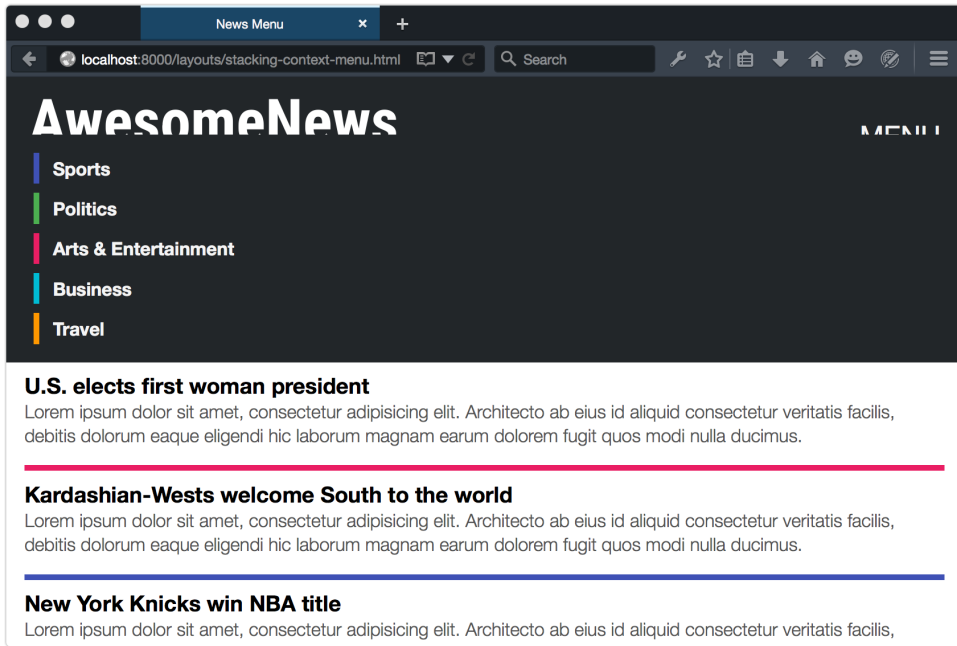 News Menu
localhost:8000/layouts/stacking-context-menu.html
Search
AwesomeNews
MENU
Sports
Politics
Arts & Entertainment
Business
Travel
U.S. elects first woman president
Lorem ipsum dolor sit amet, consectetur adipisicing elit. Architecto ab eius id aliquid consectetur veritatis facilis,
debitis dolorum eaque eligendi hic laborum magnam earum dolorem fugit quos modi nulla ducimus.
Kardashian-Wests welcome South to the world
Lorem ipsum dolor sit amet, consectetur adipisicing elit. Architecto ab eius id aliquid consectetur veritatis facilis,
debitis dolorum eaque eligendi hic laborum magnam earum dolorem fugit quos modi nulla ducimus.
New York Knicks win NBA title
Lorem ipsum dolor sit amet, consectetur adipisicing elit. Architecto ab eius id aliquid consectetur veritatis facilis,